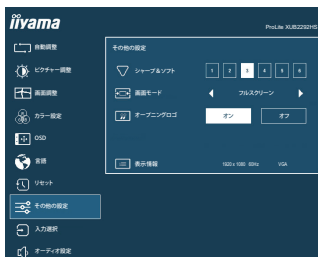 iiyama
ProLite XUB2292HS
自動調整
ピクチャー調整
画面調整
カラー設定
OSD
言語
リセット
その他の設定
入力選択
オーディオ設定
その他の設定
シャープ&ソフト 1 2 3 4 5 6
画面モード フルスクリーン
オープニングロゴ オン オフ
表示情報 1920 x 1080 60Hz VGA